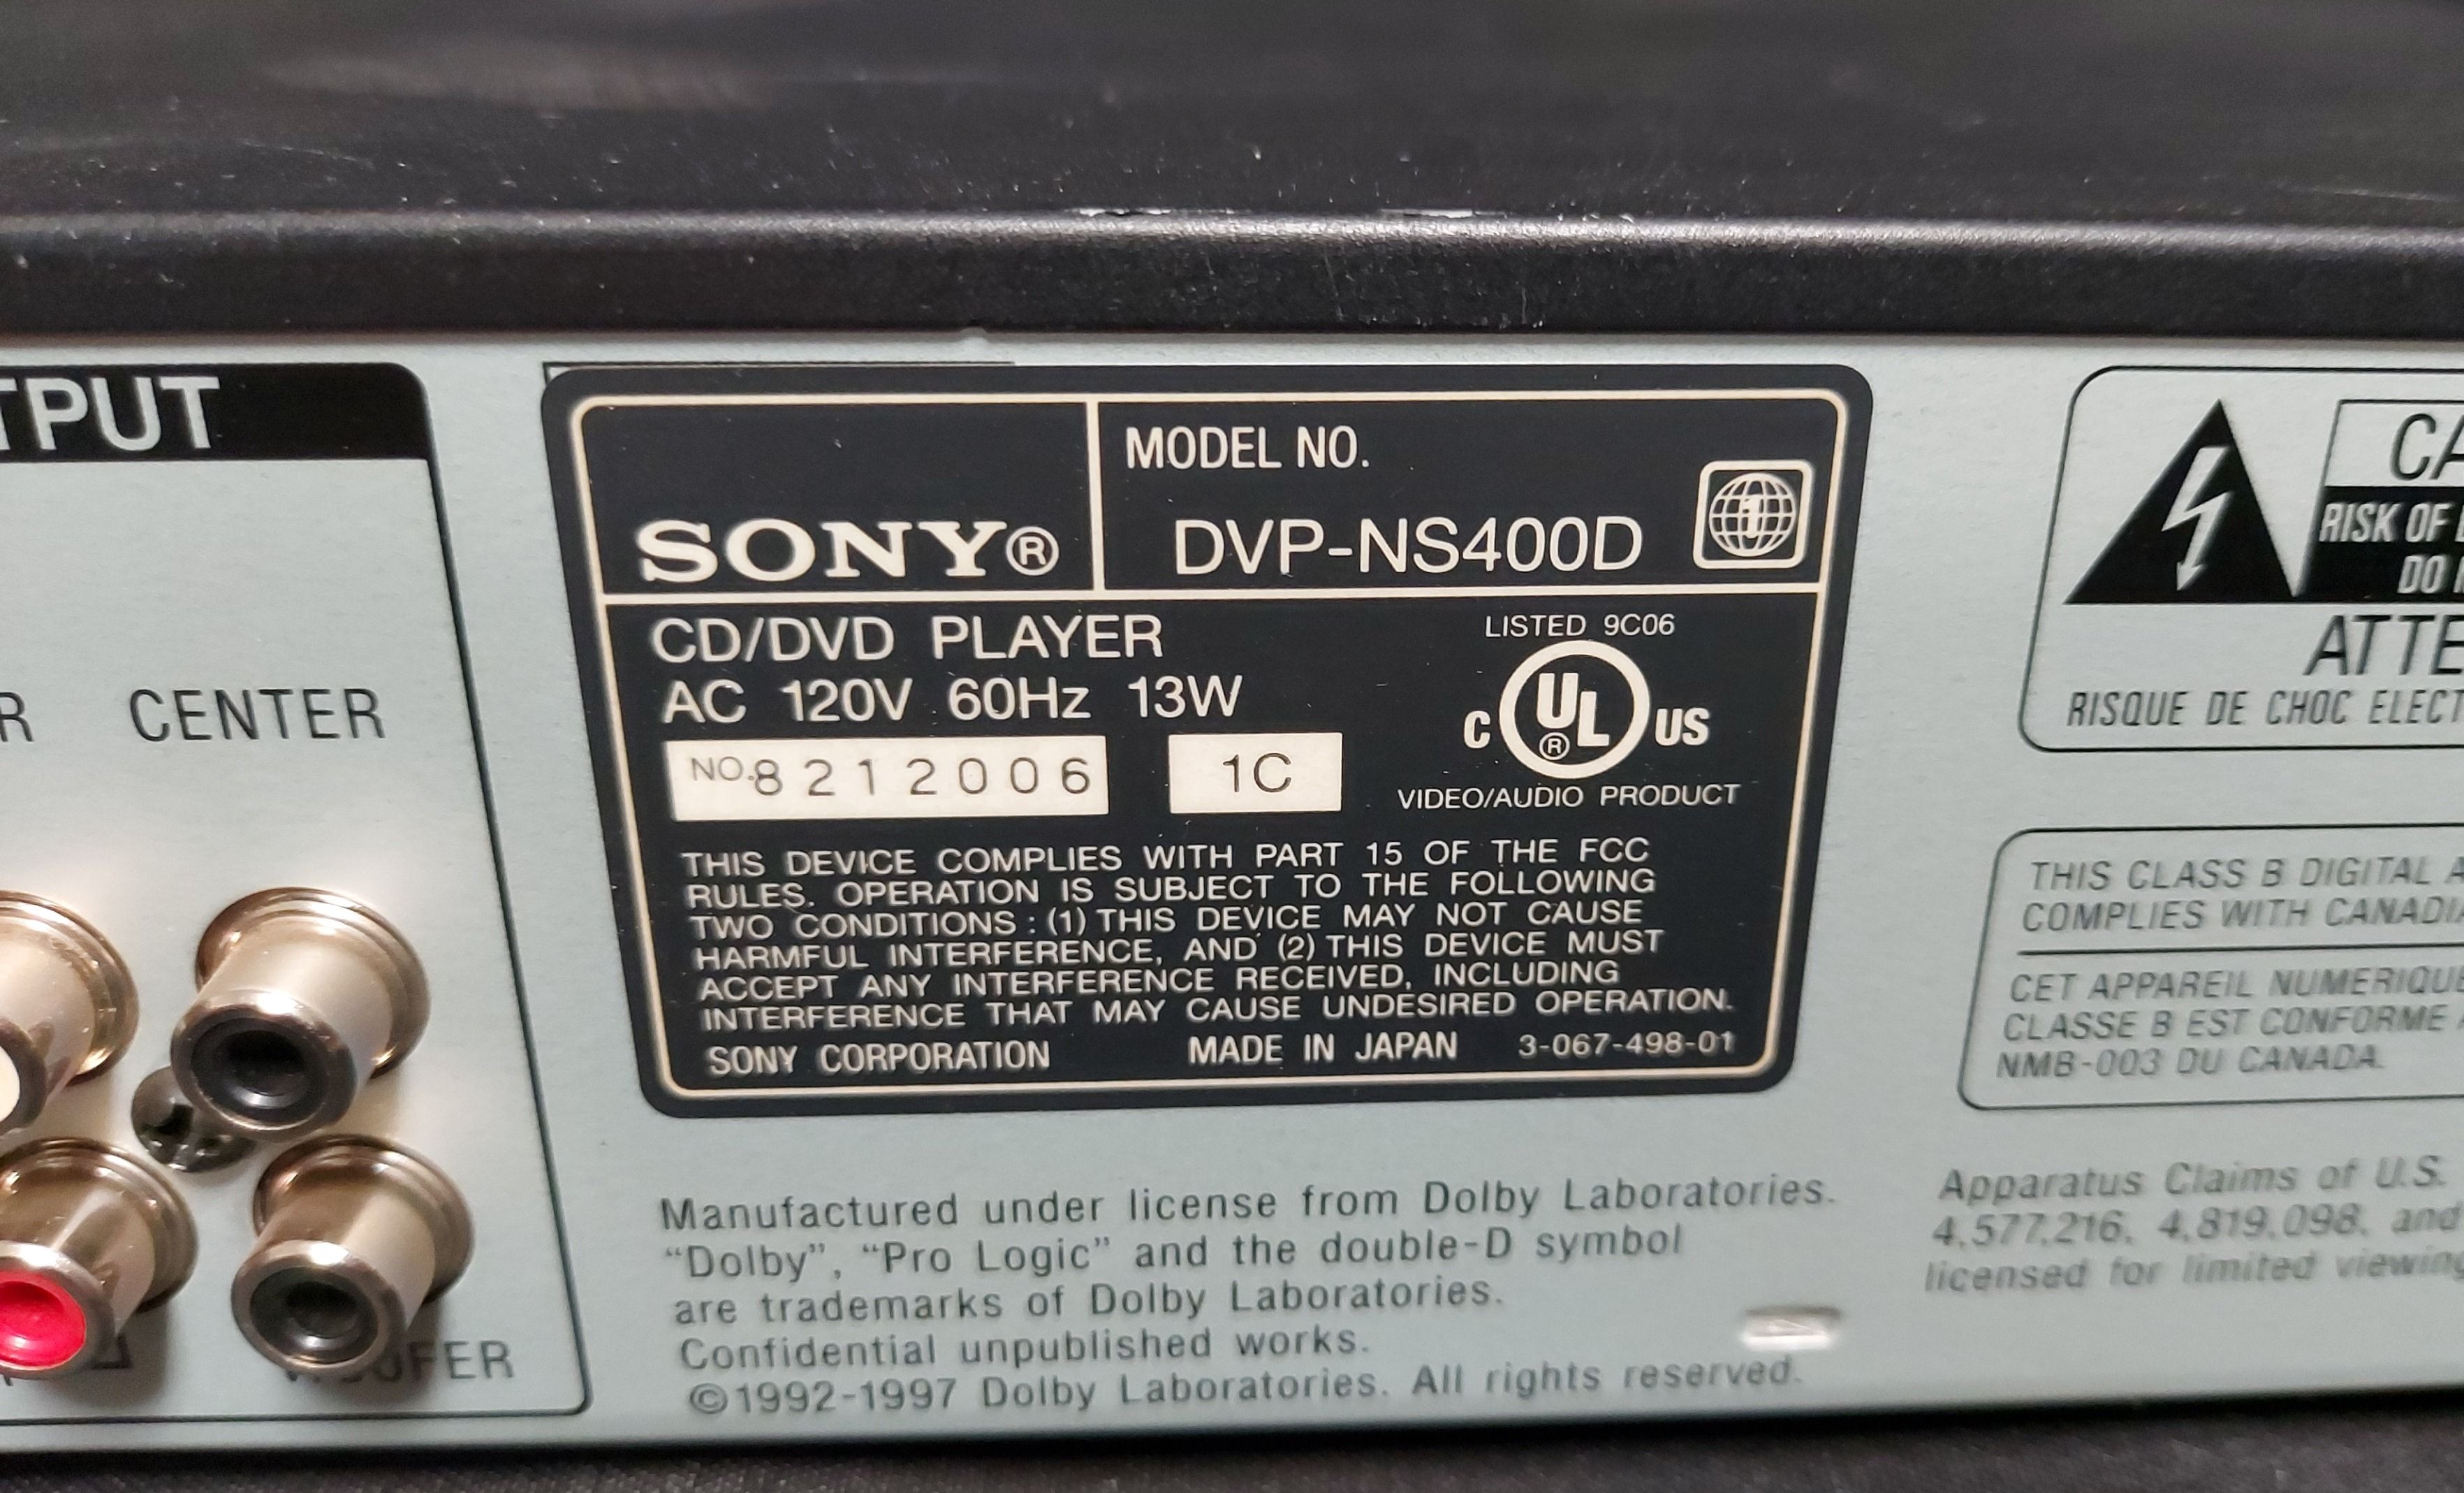 TPUT
R CENTER
WOOFER
SONY®
MODEL NO.
DVP-NS400D
1
CD/DVD PLAYER
AC 120V 60Hz 13W
NO. 8212006
1C
LISTED 9C06
C UL® US
VIDEO/AUDIO PRODUCT
THIS DEVICE COMPLIES WITH PART 15 OF THE FCC
RULES. OPERATION IS SUBJECT TO THE FOLLOWING
TWO CONDITIONS : (1) THIS DEVICE MAY NOT CAUSE
HARMFUL INTERFERENCE, AND (2) THIS DEVICE MUST
ACCEPT ANY INTERFERENCE RECEIVED, INCLUDING
INTERFERENCE THAT MAY CAUSE UNDESIRED OPERATION.
SONY CORPORATION MADE IN JAPAN 3-067-498-01
Manufactured under license from Dolby Laboratories.
“Dolby”, “Pro Logic” and the double-D symbol
are trademarks of Dolby Laboratories.
Confidential unpublished works.
©1992-1997 Dolby Laboratories. All rights reserved.
CA
RISK OF
DO
ATTE
RISQUE DE CHOC ELECT
THIS CLASS B DIGITAL A
COMPLIES WITH CANADI
CET APPAREIL NUMERIQU
CLASSE B EST CONFORME
NMB-003 DU CANADA.
Apparatus Claims of U.S.
4,577,216, 4,819,098, and
licensed for limited viewing